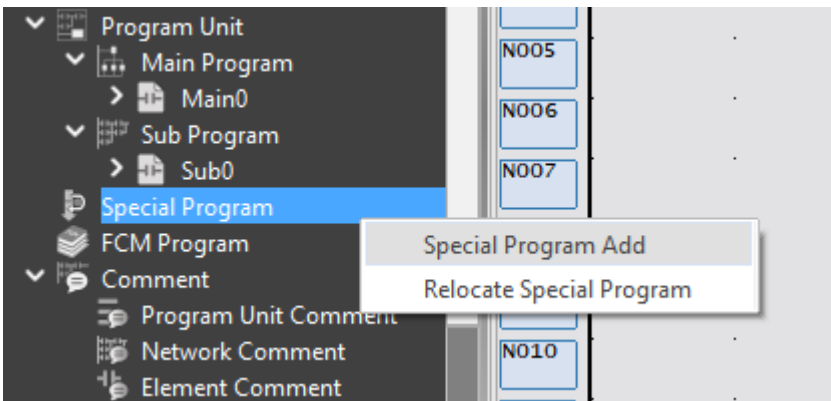 Program Unit
Main Program
Main0
Sub Program
Sub0
Special Program
FCM Program
Comment
Program Unit Comment
Network Comment
Element Comment
Special Program Add
Relocate Special Program
N005
N006
N007
N010